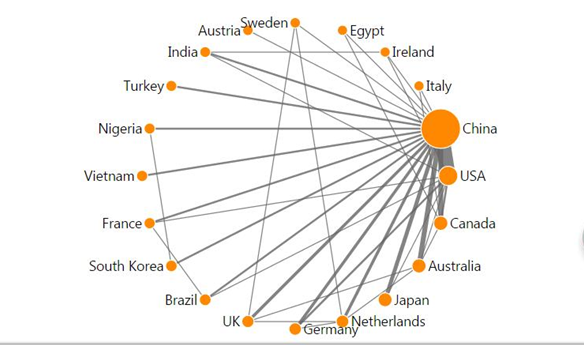 Sweden
Austria
Egypt
India
Ireland
Turkey
Italy
Nigeria
China
Vietnam
USA
France
Canada
South Korea
Australia
Brazil
Japan
UK
Netherlands
Germany